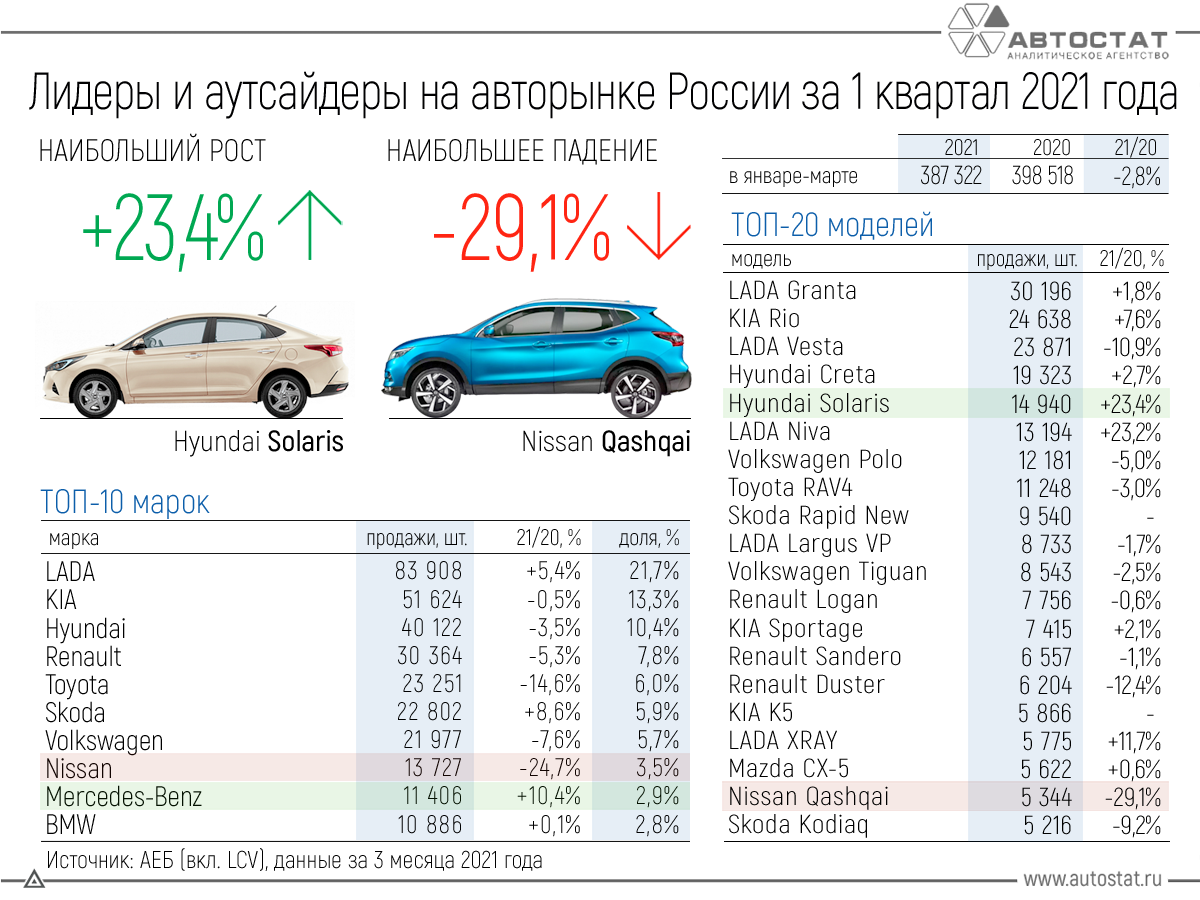 АВТОСТАТ
АНАЛИТИЧЕСКОЕ АГЕНТСТВО
Лидеры и аутсайдеры на авторынке России за 1 квартал 2021 года
НАИБОЛЬШИЙ РОСТ
+23,4%
Hyundai Solaris
НАИБОЛЬШЕЕ ПАДЕНИЕ
-29,1%
Nissan Qashqai
2021 2020 21/20
в январе-марте 387 322 398 518 -2,8%
ТОП-10 марок
марка продажи, шт. 21/20, % доля, %
LADA 83 908 +5,4% 21,7%
KIA 51 624 -0,5% 13,3%
Hyundai 40 122 -3,5% 10,4%
Renault 30 364 -5,3% 7,8%
Toyota 23 251 -14,6% 6,0%
Skoda 22 802 +8,6% 5,9%
Volkswagen 21 977 -7,6% 5,7%
Nissan 13 727 -24,7% 3,5%
Mercedes-Benz 11 406 +10,4% 2,9%
BMW 10 886 +0,1% 2,8%
ТОП-20 моделей
модель продажи, шт. 21/20, %
LADA Granta 30 196 +1,8%
KIA Rio 24 638 +7,6%
LADA Vesta 23 871 -10,9%
Hyundai Creta 19 323 +2,7%
Hyundai Solaris 14 940 +23,4%
LADA Niva 13 194 +23,2%
Volkswagen Polo 12 181 -5,0%
Toyota RAV4 11 248 -3,0%
Skoda Rapid New 9 540 -
LADA Largus VP 8 733 -1,7%
Volkswagen Tiguan 8 543 -2,5%
Renault Logan 7 756 -0,6%
KIA Sportage 7 415 +2,1%
Renault Sandero 6 557 -1,1%
Renault Duster 6 204 -12,4%
KIA K5 5 866 -
LADA XRAY 5 775 +11,7%
Mazda CX-5 5 622 +0,6%
Nissan Qashqai 5 344 -29,1%
Skoda Kodiaq 5 216 -9,2%
Источник: АЕБ (вкл. LCV), данные за 3 месяца 2021 года
www.autostat.ru